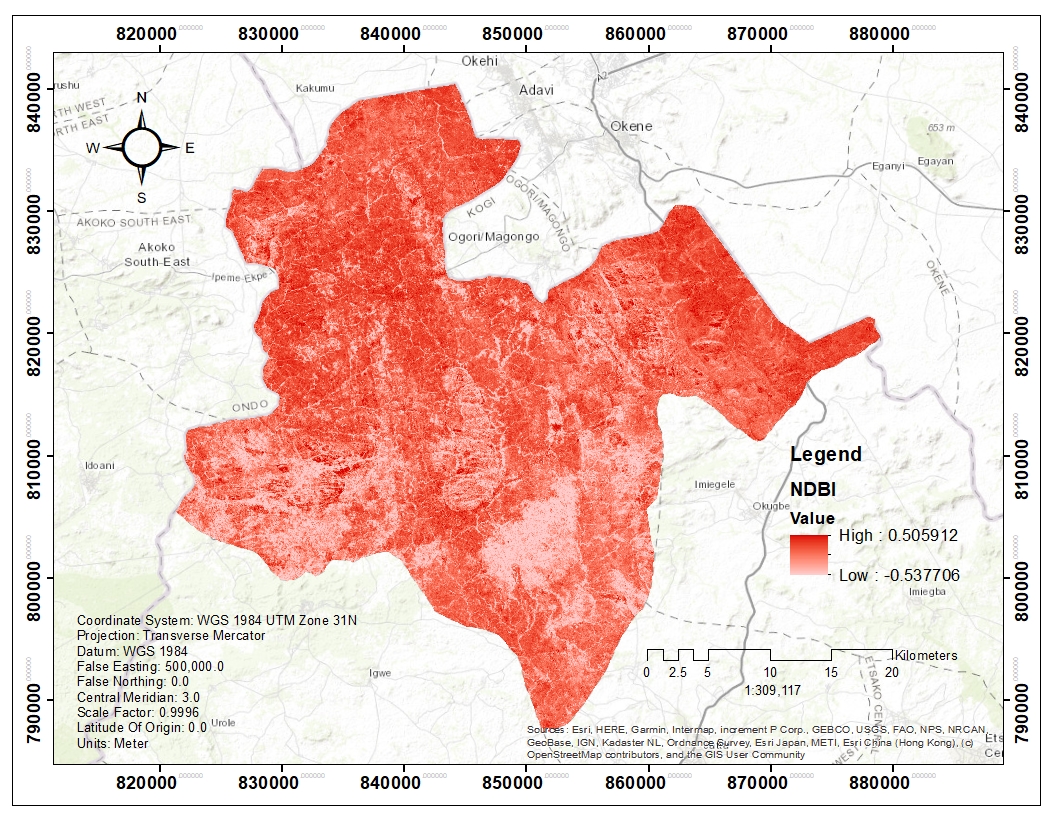 820000 830000 840000 850000 860000 870000 880000
840000
830000
820000
810000
800000
790000
Okehi
Kakumu
Adavi
A2
Okene
653 m
Eganyi
Egayan
N
W E
S
AKOKO SOUTH EAST
Akoko
South-East
Ipeme-Ekpe
KOGI
OGORI/MAGONGO
Ogori/Magongo
OKENE
ONDO
Idoani
Imiegele
Okugbe
Imiegba
Legend
NDBI
Value
High : 0.505912
Low : -0.537706
Coordinate System: WGS 1984 UTM Zone 31N
Projection: Transverse Mercator
Datum: WGS 1984
False Easting: 500,000.0
False Northing: 0.0
Central Meridian: 3.0
Scale Factor: 0.9996
Latitude Of Origin: 0.0
Units: Meter
Urole
Igwe
Kilometers
0 2.5 5 10 15 20
1:309,117
Sources: Esri, HERE, Garmin, Intermap, increment P Corp., GEBCO, USGS, FAO, NPS, NRCAN,
GeoBase, IGN, Kadaster NL, Ordnance Survey, Esri Japan, METI, Esri China (Hong Kong), (c)
OpenStreetMap contributors, and the GIS User Community
840000
830000
820000
810000
800000
790000
820000 830000 840000 850000 860000 870000 880000